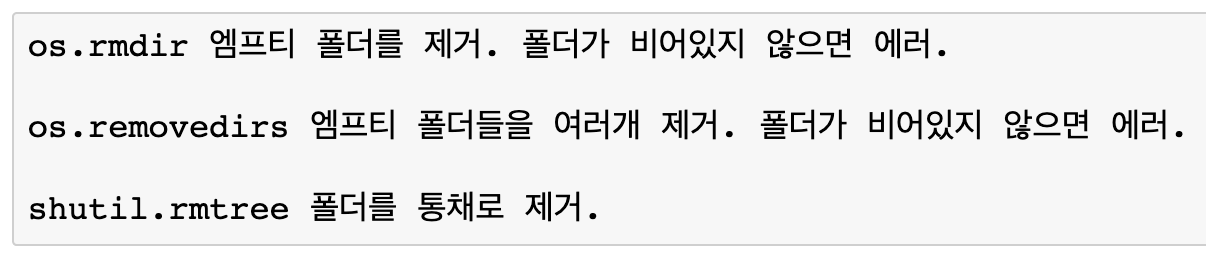 os.rmdir 엠프티 폴더를 제거. 폴더가 비어있지 않으면 에러.
os.removedirs 엠프티 폴더들을 여러개 제거. 폴더가 비어있지 않으면 에러.
shutil.rmtree 폴더를 통채로 제거.